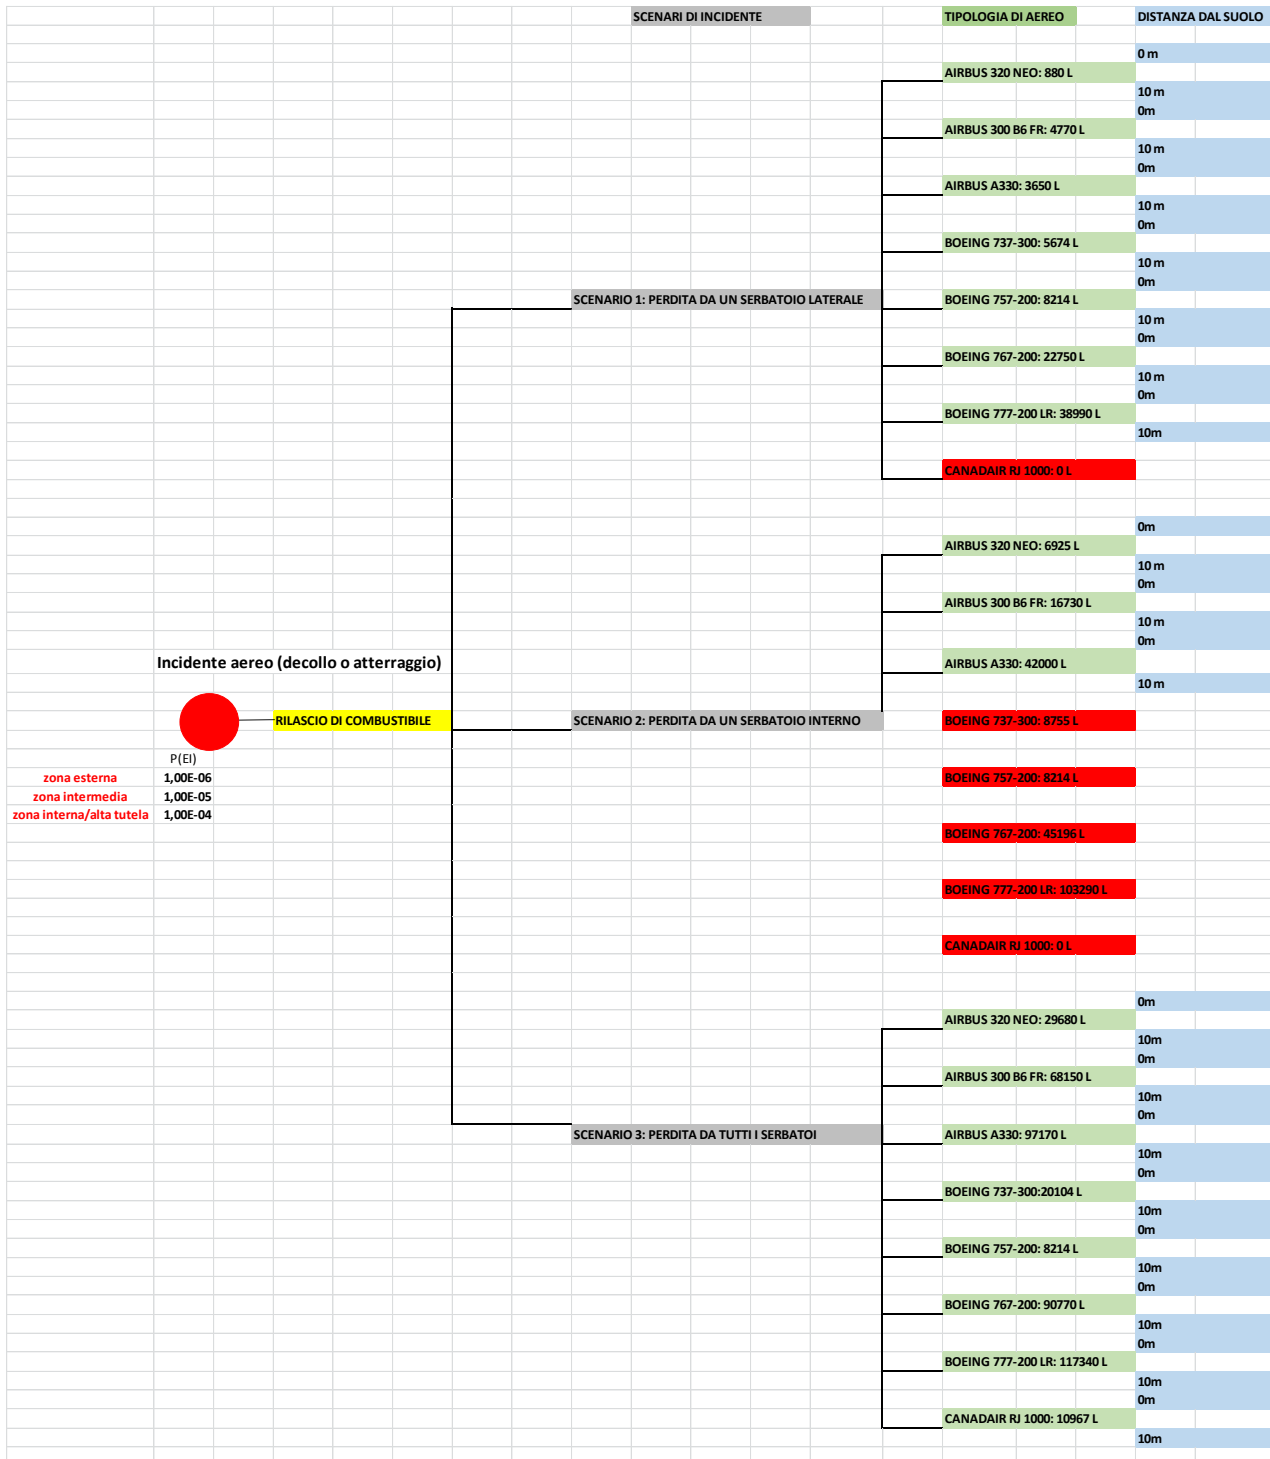 SCENARI DI INCIDENTE
TIPOLOGIA DI AEREO
DISTANZA DAL SUOLO
0 m
AIRBUS 320 NEO: 880 L
10 m
0m
AIRBUS 300 B6 FR: 4770 L
10 m
0m
AIRBUS A330: 3650 L
10 m
0m
BOEING 737-300: 5674 L
10 m
0m
SCENARIO 1: PERDITA DA UN SERBATOIO LATERALE
BOEING 757-200: 8214 L
10 m
0m
BOEING 767-200: 22750 L
10 m
0m
BOEING 777-200 LR: 38990 L
10m
CANADAIR RJ 1000: 0 L
0m
AIRBUS 320 NEO: 6925 L
10 m
0m
AIRBUS 300 B6 FR: 16730 L
10 m
0m
Incidente aereo (decollo o atterraggio)
AIRBUS A330: 42000 L
10 m
RILASCIO DI COMBUSTIBILE
SCENARIO 2: PERDITA DA UN SERBATOIO INTERNO
BOEING 737-300: 8755 L
P(EI)
zona esterna 1,00E-06
BOEING 757-200: 8214 L
zona intermedia 1,00E-05
zona interna/alta tutela 1,00E-04
BOEING 767-200: 45196 L
BOEING 777-200 LR: 103290 L
CANADAIR RJ 1000: 0 L
0m
AIRBUS 320 NEO: 29680 L
10m
0m
AIRBUS 300 B6 FR: 68150 L
10m
0m
SCENARIO 3: PERDITA DA TUTTI I SERBATOI
AIRBUS A330: 97170 L
10m
0m
BOEING 737-300:20104 L
10m
0m
BOEING 757-200: 8214 L
10m
0m
BOEING 767-200: 90770 L
10m
0m
BOEING 777-200 LR: 117340 L
10m
0m
CANADAIR RJ 1000: 10967 L
10m